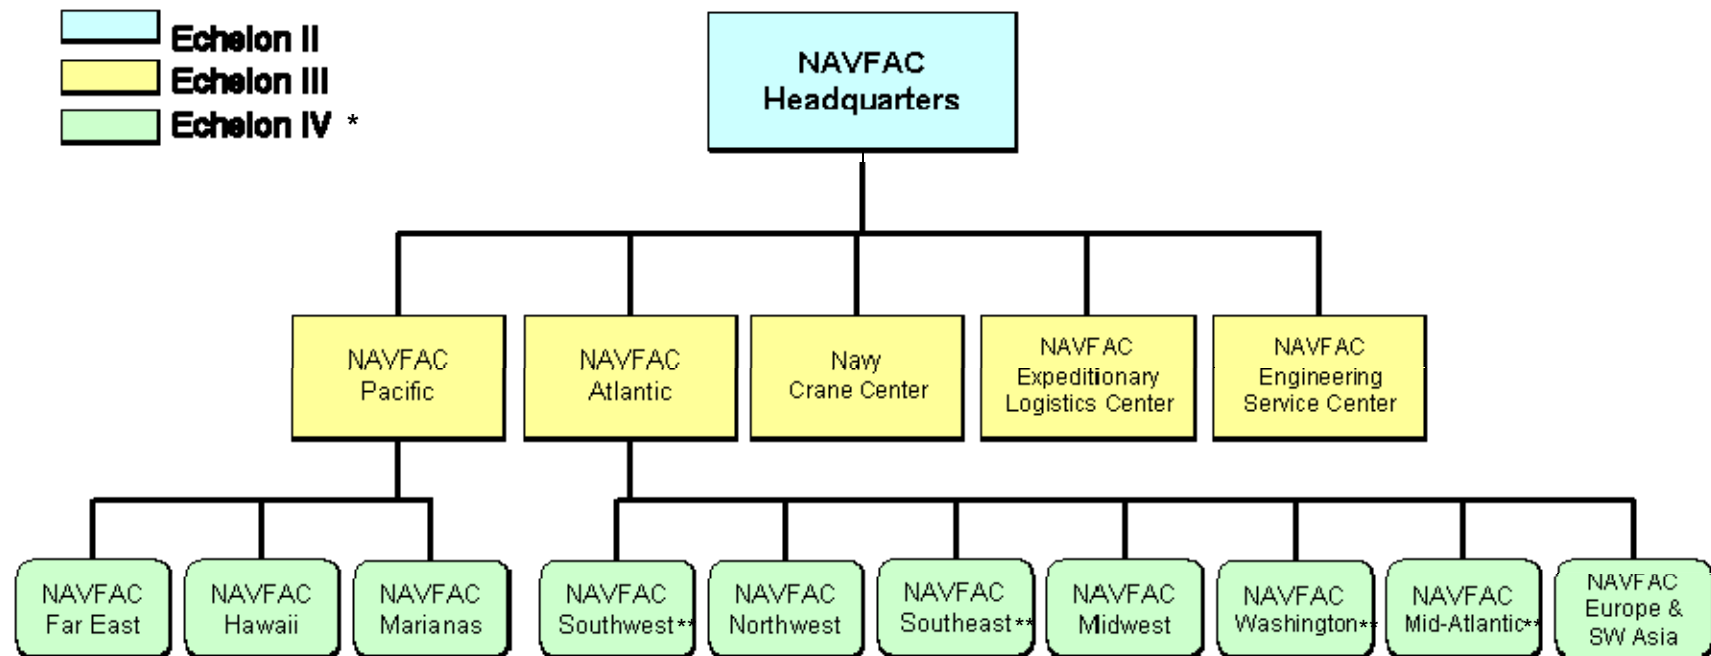 Echelon II
Echelon III
Echelon IV *
NAVFAC
Headquarters
NAVFAC
Pacific
NAVFAC
Atlantic
Navy
Crane Center
NAVFAC
Expeditionary
Logistics Center
NAVFAC
Engineering
Service Center
NAVFAC
Far East
NAVFAC
Hawaii
NAVFAC
Marianas
NAVFAC
Southwest**
NAVFAC
Northwest
NAVFAC
Southeast**
NAVFAC
Midwest
NAVFAC
Washington**
NAVFAC
Mid-Atlantic**
NAVFAC
Europe &
SW Asia